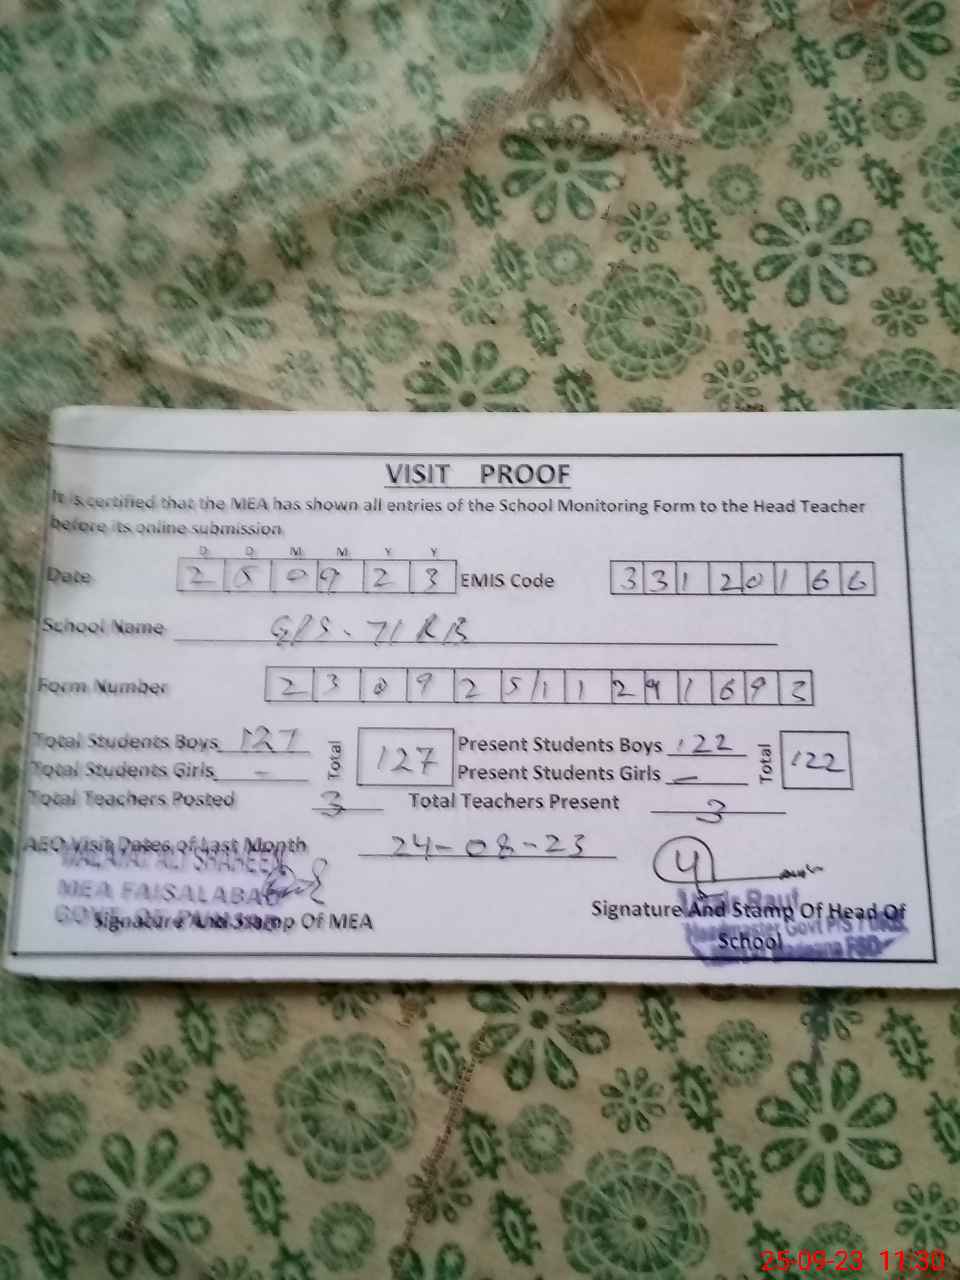 VISIT PROOF
It is certified that the MEA has shown all entries of the School Monitoring Form to the Head Teacher
before its online submission.
D D M M Y Y
Date 2 5 0 9 2 3 EMIS Code 3 3 1 2 0 1 6 6
School Name GPS. 71 RB
Form Number 2 3 0 9 2 5 1 1 2 9 1 6 9 3
Total Students Boys 127 Total 127 Present Students Boys 122 Total 122
Total Students Girls - Present Students Girls -
Total Teachers Posted 3 Total Teachers Present 3
AEO Visit Dates of Last Month 24-08-23
SHAHEEN
MEA FAISALABAD
Signature And Stamp Of MEA
Signature And Stamp Of Head Of
School
Rauf
Govt P/S
FSD
25-09-23 11:30